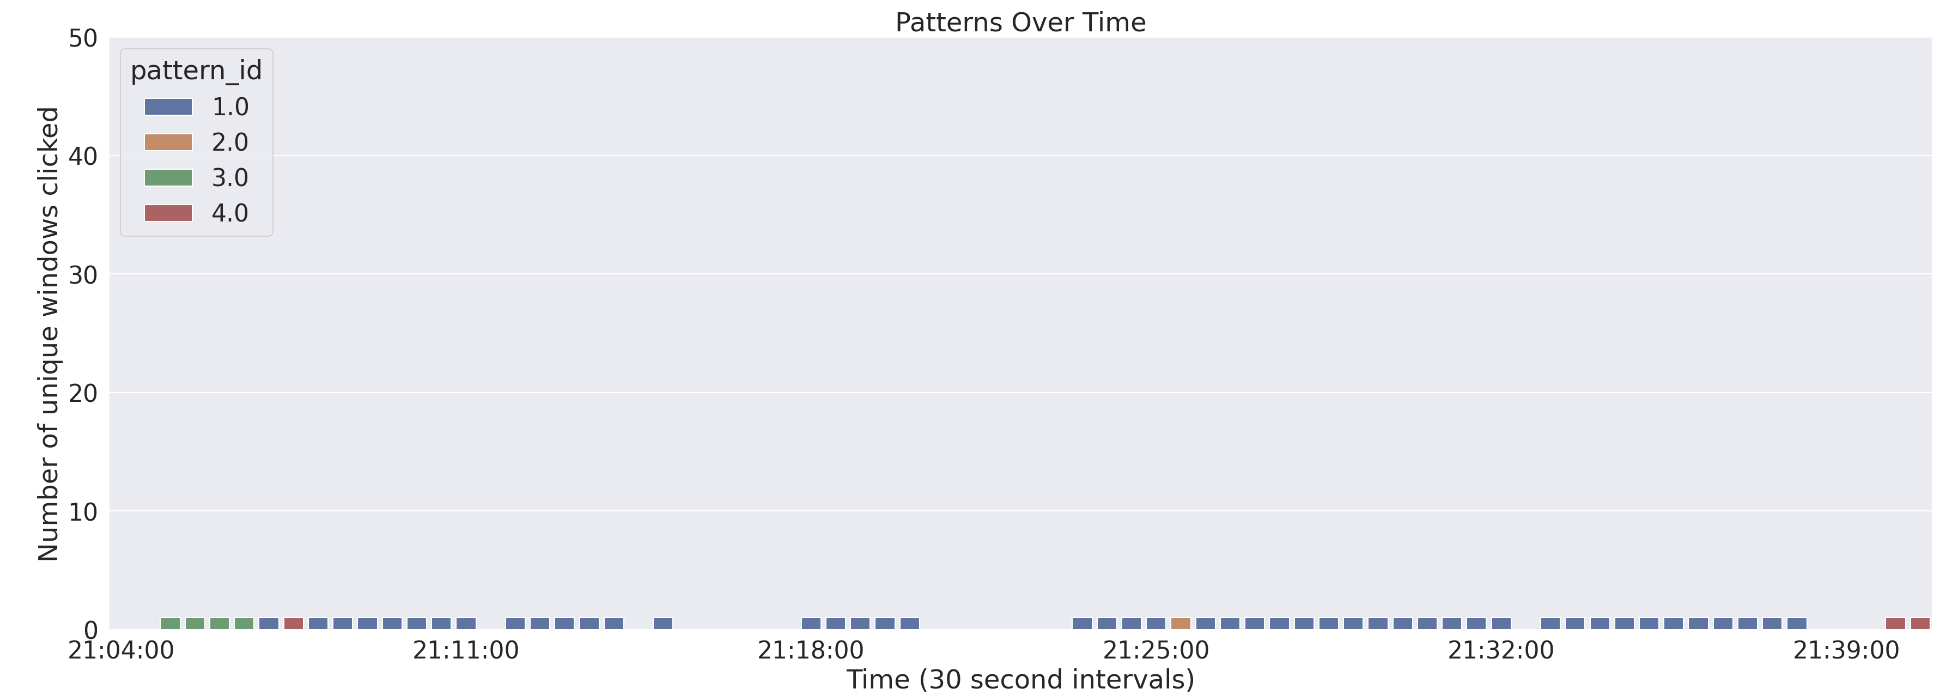 Patterns Over Time
50
40
30
20
10
0
Number of unique windows clicked
pattern_id
1.0
2.0
3.0
4.0
21:04:00 21:11:00 21:18:00 21:25:00 21:32:00 21:39:00
Time (30 second intervals)